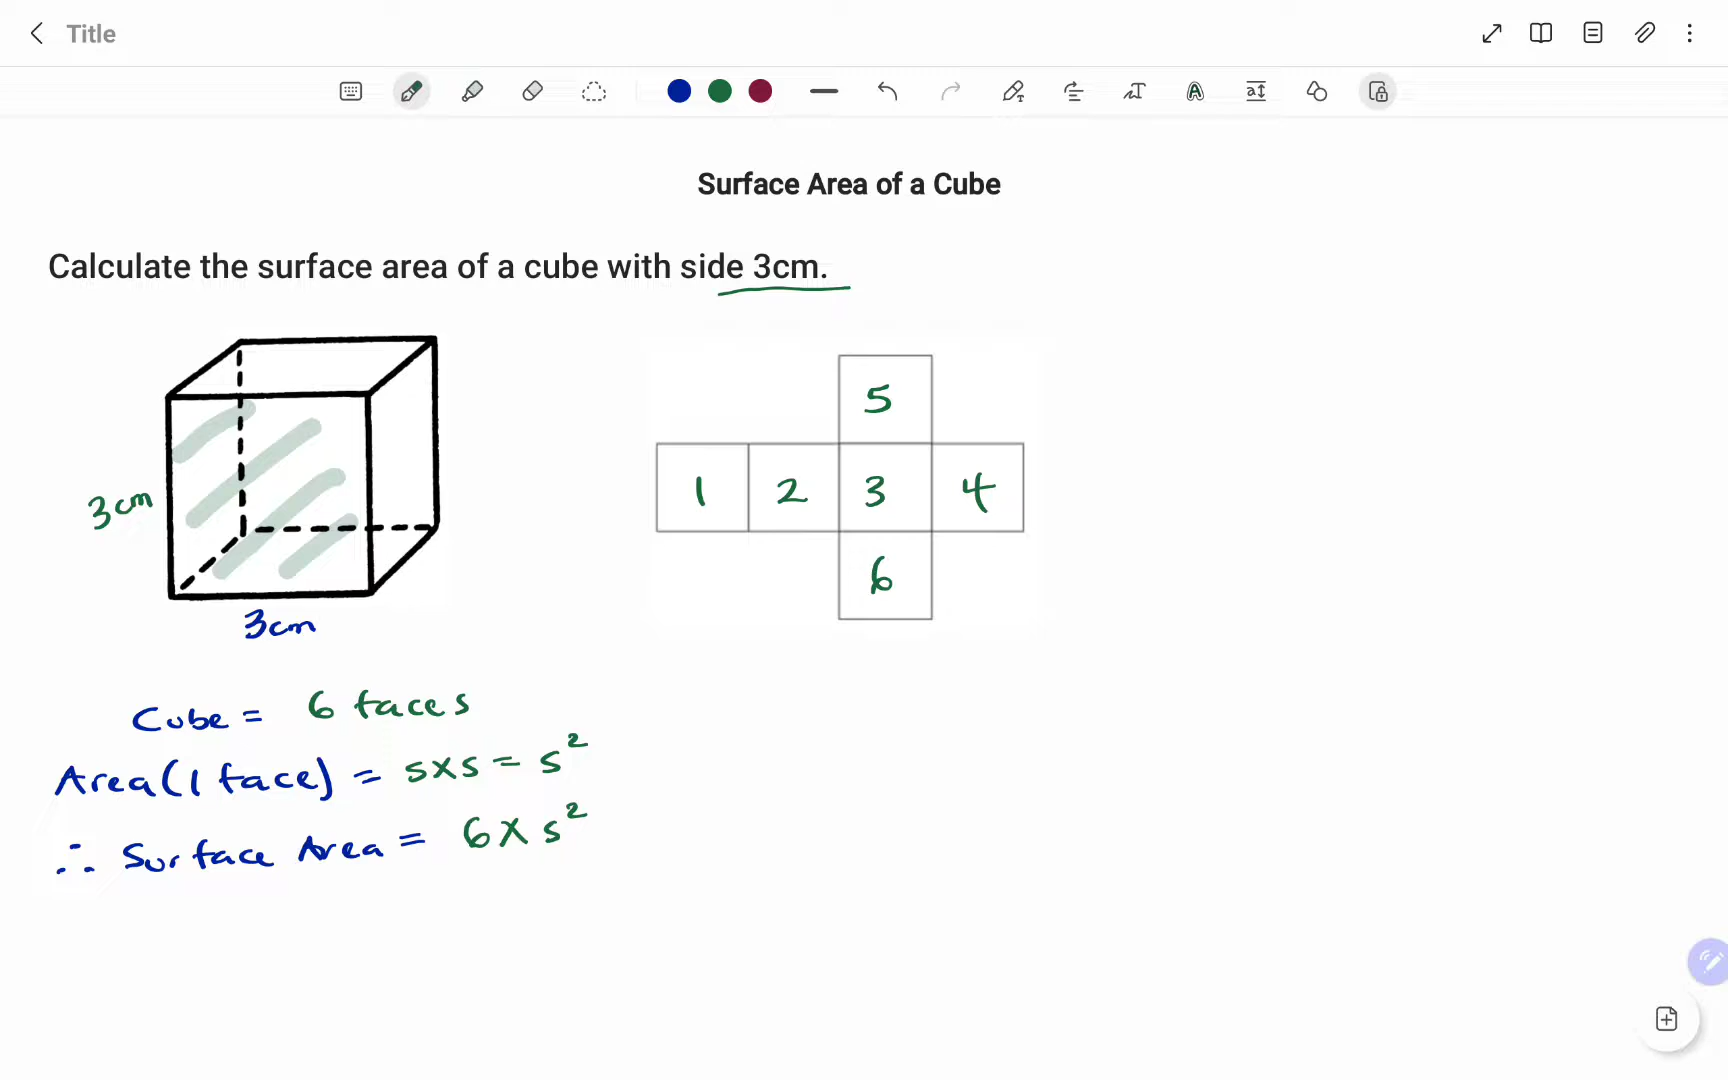 Title
Surface Area of a Cube
Calculate the surface area of a cube with side 3cm.
5
1 2 3 4
6
3cm
3cm
Cube = 6 faces
Area(1 face) = s×s = s²
∴ Surface Area = 6 × s²